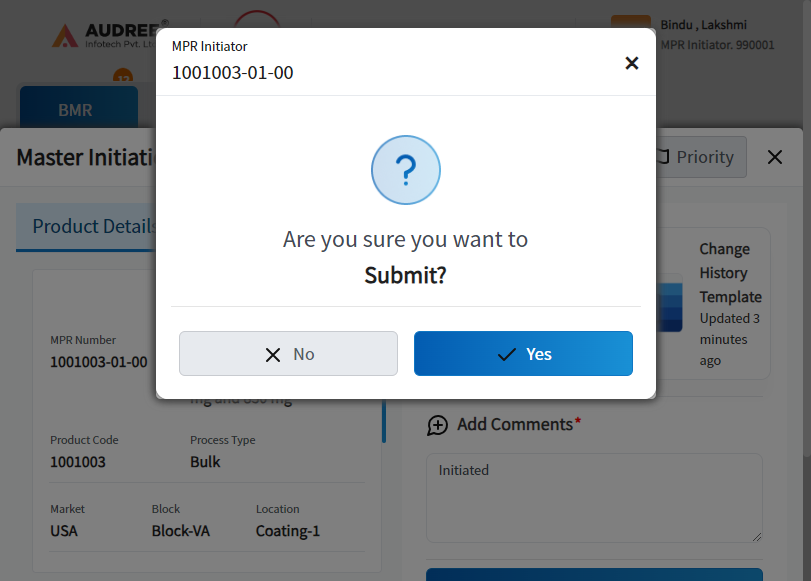 AUDREE®
Infotech Pvt. Lt
Bindu , Lakshmi
MPR Initiator. 990001
BMR
MPR Initiator
1001003-01-00
Master Initiati
Priority
Product Details
Are you sure you want to
Submit?
No
Yes
Change
History
Template
Updated 3
minutes
ago
MPR Number
1001003-01-00
mg and 850 mg
Product Code
Process Type
1001003
Bulk
Market
Block
Location
USA
Block-VA
Coating-1
Add Comments*
Initiated